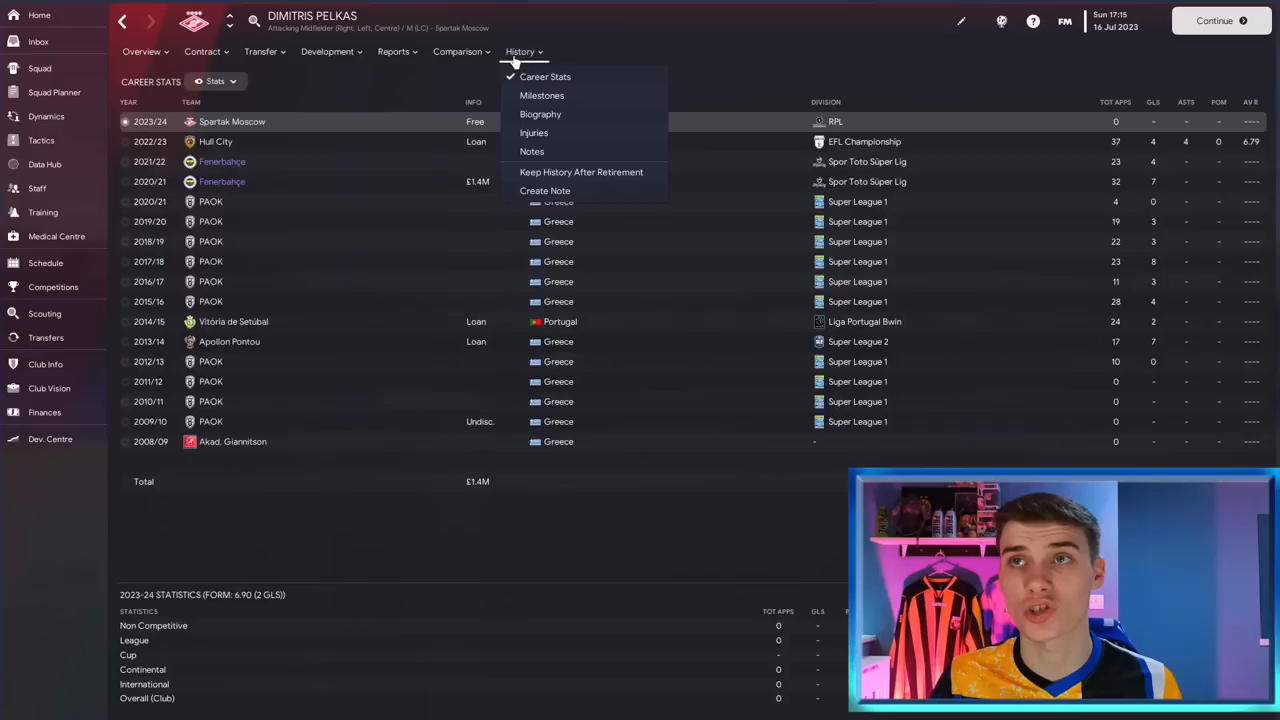 Home
Inbox
Squad
Squad Planner
Dynamics
Tactics
Data Hub
Staff
Training
Medical Centre
Schedule
Competitions
Scouting
Transfers
Club Info
Club Vision
Finances
Dev. Centre
DIMITRIS PELKAS
Attacking Midfielder (Right, Left, Centre) / M (LC) - Spartak Moscow
FM
Sun 17:15
16 Jul 2023
Continue
Overview Contract Transfer Development Reports Comparison History
CAREER STATS Stats
Career Stats
Milestones
Biography
Injuries
Notes
Keep History After Retirement
Create Note
YEAR TEAM INFO DIVISION TOT APPS GLS ASTS POM AV R
2023/24 Spartak Moscow Free RPL 0 - - - ----
2022/23 Hull City Loan EFL Championship 37 4 4 0 6.79
2021/22 Fenerbahçe Spor Toto Süper Lig 23 4 - - ----
2020/21 Fenerbahçe £1.4M Spor Toto Süper Lig 32 7 - - ----
2020/21 PAOK Greece Super League 1 4 0 - - ----
2019/20 PAOK Greece Super League 1 19 3 - - ----
2018/19 PAOK Greece Super League 1 22 3 - - ----
2017/18 PAOK Greece Super League 1 23 8 - - ----
2016/17 PAOK Greece Super League 1 11 3 - - ----
2015/16 PAOK Greece Super League 1 28 4 - - ----
2014/15 Vitória de Setúbal Loan Portugal Liga Portugal Bwin 24 2 - - ----
2013/14 Apollon Pontou Loan Greece Super League 2 17 7 - - ----
2012/13 PAOK Greece Super League 1 10 0 - - ----
2011/12 PAOK Greece Super League 1 0 - - - ----
2010/11 PAOK Greece Super League 1 0 - - - ----
2009/10 PAOK Undisc. Greece Super League 1 0 - - - ----
2008/09 Akad. Giannitson Greece - 0 - - - ----
Total £1.4M
2023-24 STATISTICS (FORM: 6.90 (2 GLS))
STATISTICS TOT APPS GLS
Non Competitive 0 -
League 0 -
Cup - -
Continental 0 -
International 0 -
Overall (Club) 0 -